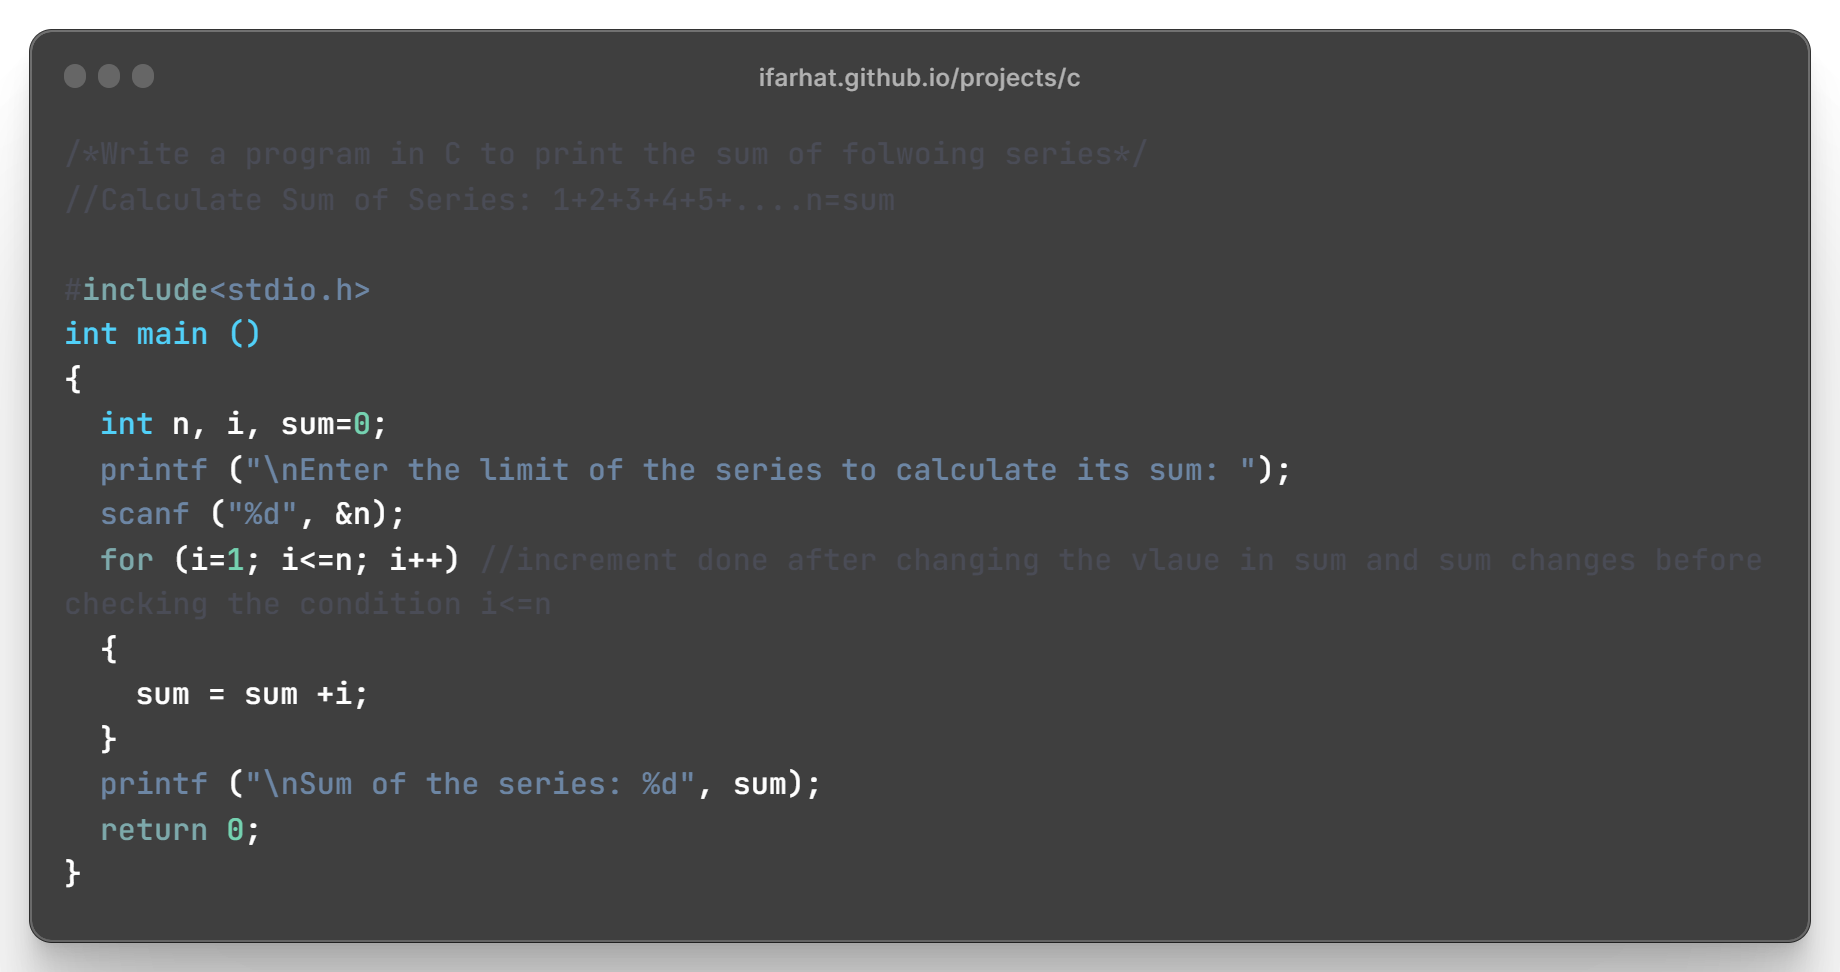 ifarhat.github.io/projects/c
/*Write a program in C to print the sum of folwoing series*/
//Calculate Sum of Series: 1+2+3+4+5+....n=sum
#include<stdio.h>
int main ()
{
  int n, i, sum=0;
  printf ("\nEnter the limit of the series to calculate its sum: ");
  scanf ("%d", &n);
  for (i=1; i<=n; i++) //increment done after changing the vlaue in sum and sum changes before
checking the condition i<=n
  {
    sum = sum +i;
  }
  printf ("\nSum of the series: %d", sum);
  return 0;
}